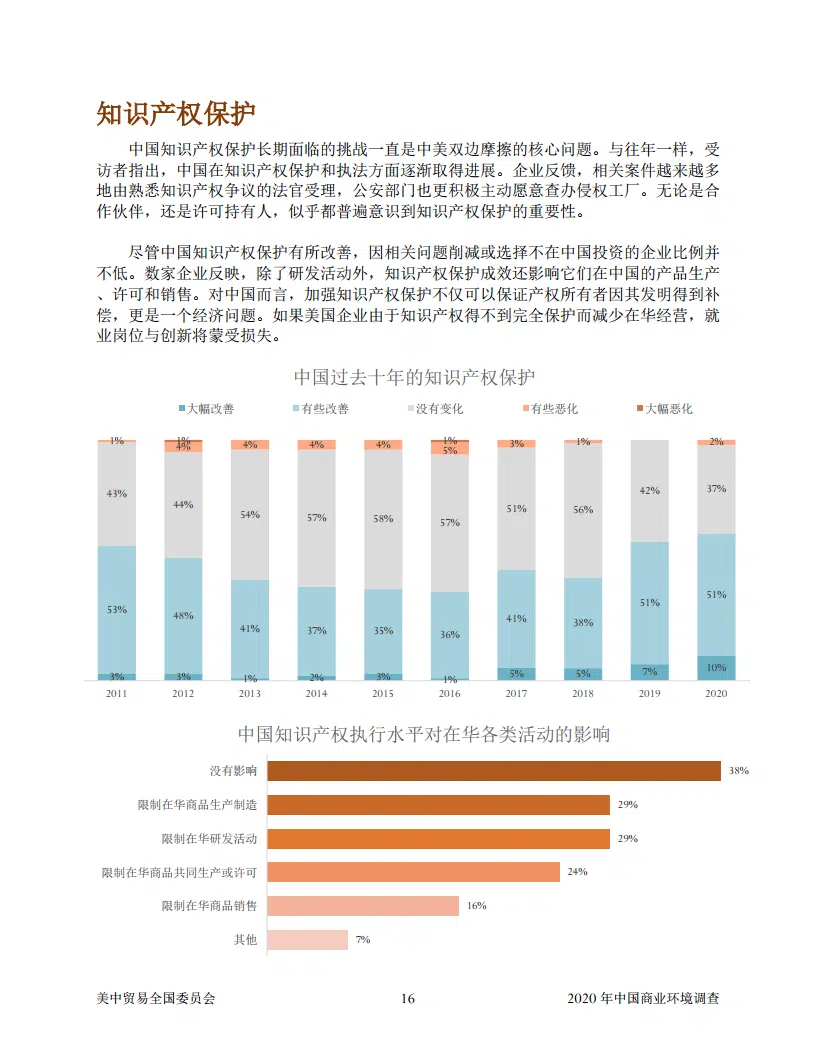 知识产权保护
中国知识产权保护长期面临的挑战一直是中美双边摩擦的核心问题。与往年一样，受
访者指出，中国在知识产权保护和执法方面逐渐取得进展。企业反馈，相关案件越来越多
地由熟悉知识产权争议的法官受理，公安部门也更积极主动愿意查办侵权工厂。无论是合
作伙伴，还是许可持有人，似乎都普遍意识到知识产权保护的重要性。
尽管中国知识产权保护有所改善，因相关问题削减或选择不在中国投资的企业比例并
不低。数家企业反映，除了研发活动外，知识产权保护成效还影响它们在中国的产品生产
、许可和销售。对中国而言，加强知识产权保护不仅可以保证产权所有者因其发明得到补
偿，更是一个经济问题。如果美国企业由于知识产权得不到完全保护而减少在华经营，就
业岗位与创新将蒙受损失。
中国过去十年的知识产权保护
大幅改善 有些改善 没有变化 有些恶化 大幅恶化
1% 1% 4% 4% 4% 4% 1% 5% 3% 1% 2%
43% 44% 54% 57% 58% 57% 51% 56% 42% 37%
53% 48% 41% 37% 35% 36% 41% 38% 51% 51%
3% 3% 1% 2% 3% 1% 5% 5% 7% 10%
2011 2012 2013 2014 2015 2016 2017 2018 2019 2020
中国知识产权执行水平对在华各类活动的影响
没有影响 38%
限制在华商品生产制造 29%
限制在华研发活动 29%
限制在华商品共同生产或许可 24%
限制在华商品销售 16%
其他 7%
美中贸易全国委员会 16 2020 年中国商业环境调查